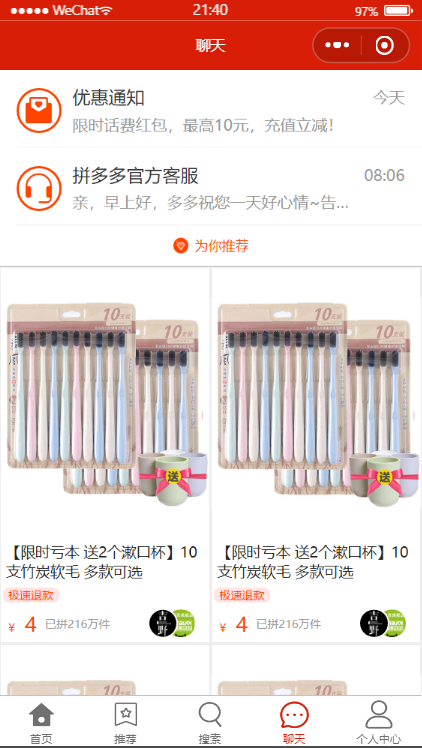 WeChat 21:40 97%
聊天
优惠通知 今天
限时话费红包，最高10元，充值立减！
拼多多官方客服 08:06
亲，早上好，多多祝您一天好心情~告...
为你推荐
10支装 10支装
10支装 10支装
送 送
【限时亏本 送2个漱口杯】10 【限时亏本 送2个漱口杯】10
支竹炭软毛 多款可选 支竹炭软毛 多款可选
极速退款 极速退款
¥ 4 已拼216万件 ¥ 4 已拼216万件
10支装 10支装
首页 推荐 搜索 聊天 个人中心